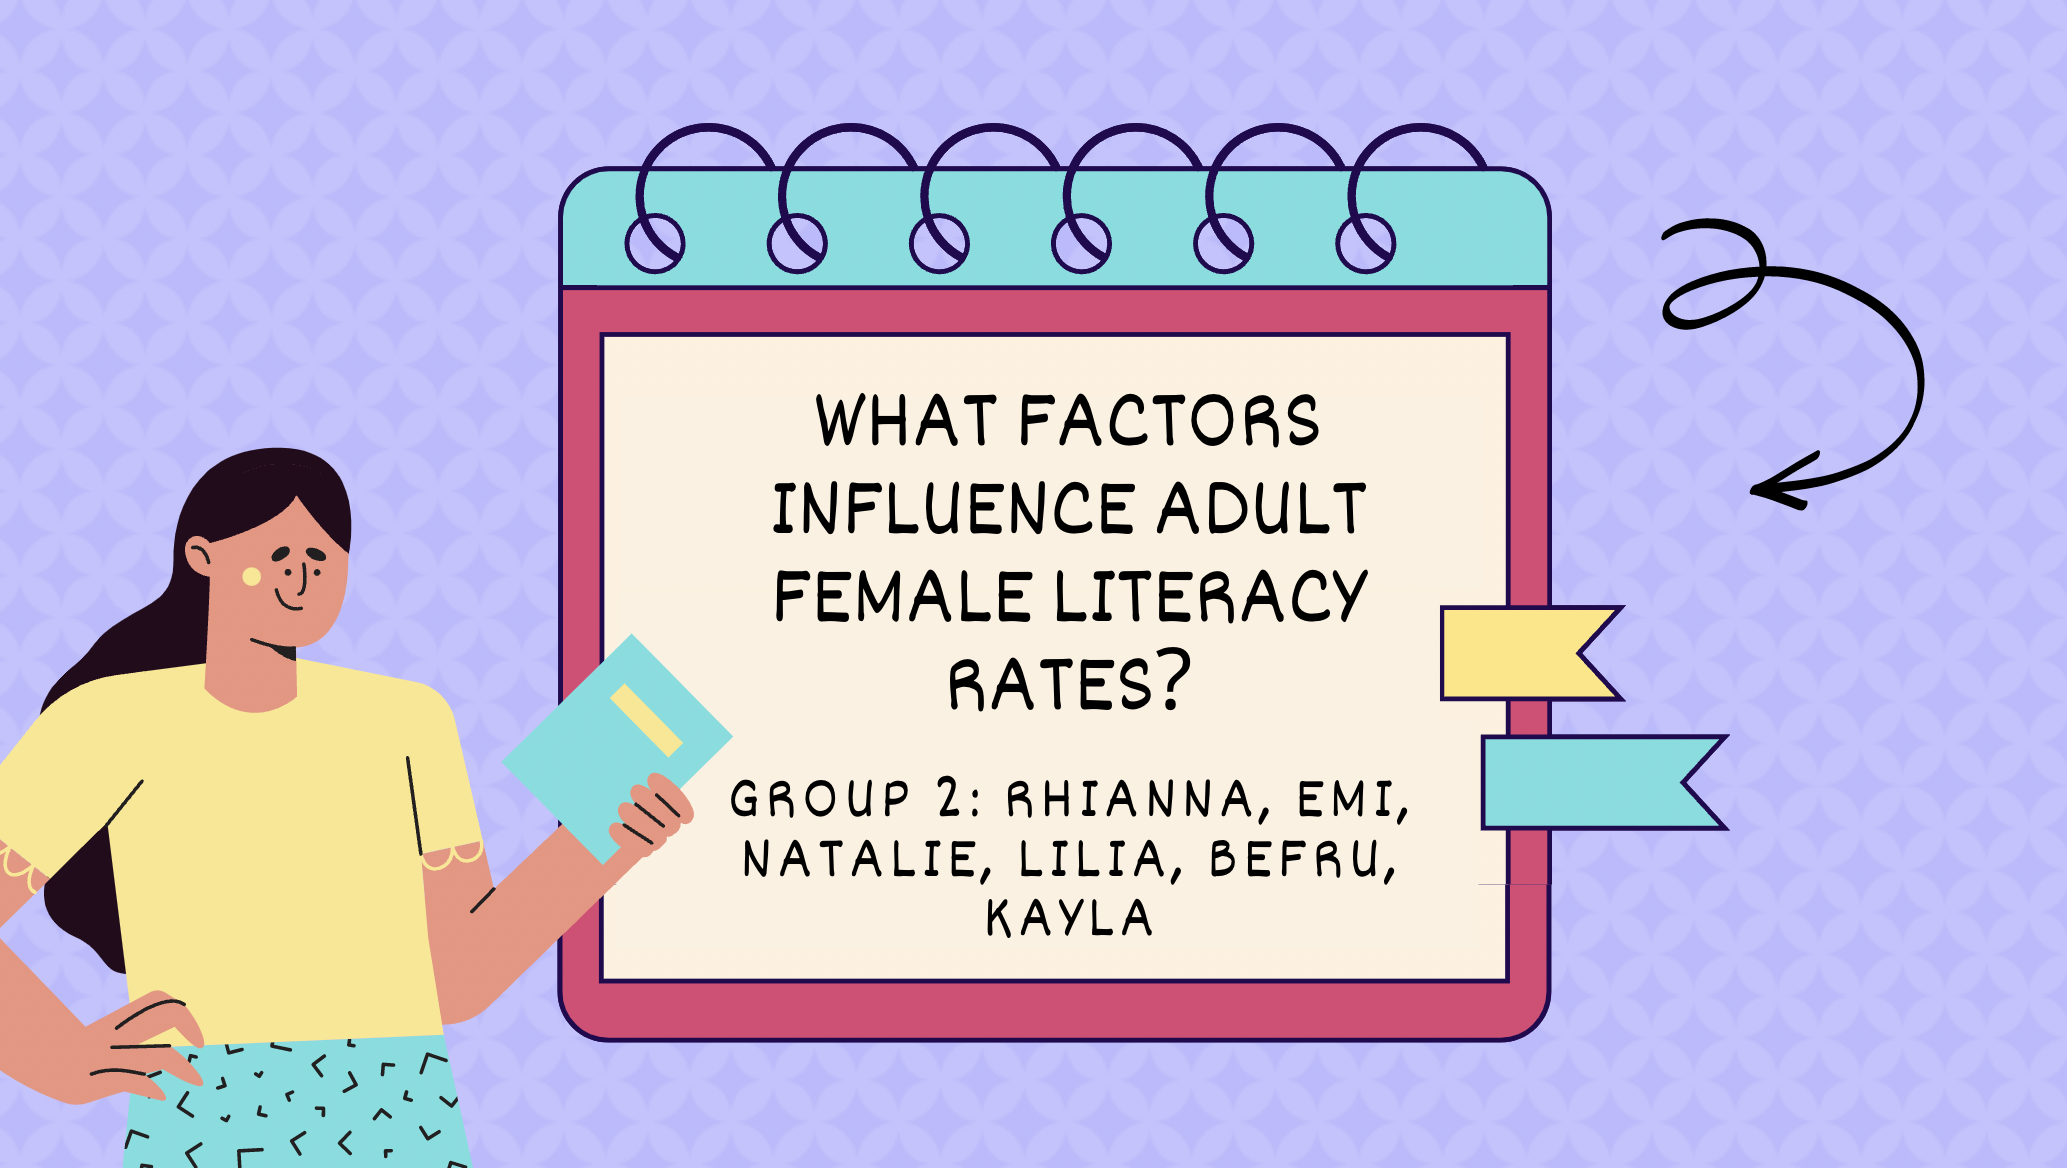 WHAT FACTORS
INFLUENCE ADULT
FEMALE LITERACY
RATES?
GROUP 2: RHIANNA, EMI,
NATALIE, LILIA, BEFRU,
KAYLA